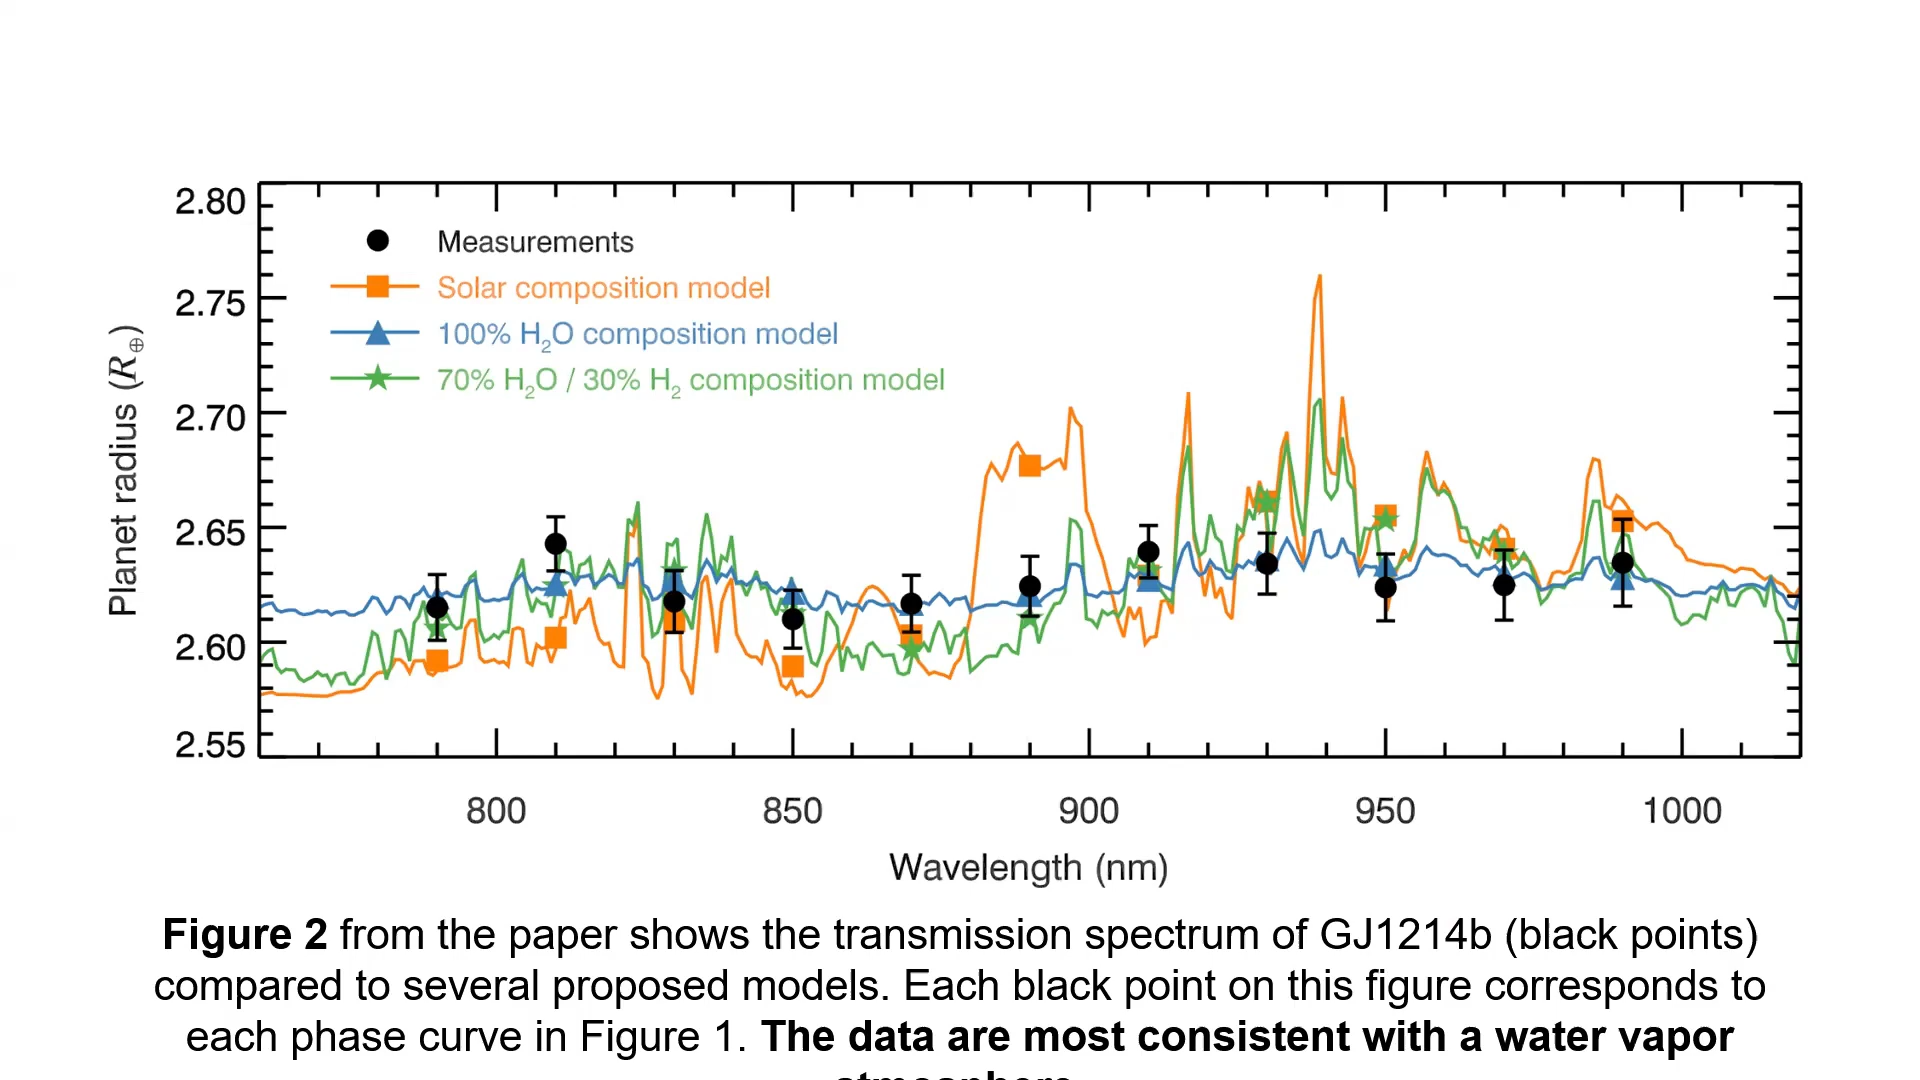 2.80
2.75
2.70
2.65
2.60
2.55
Planet radius (R⊕)
Measurements
Solar composition model
100% H₂O composition model
70% H₂O / 30% H₂ composition model
800 850 900 950 1000
Wavelength (nm)
Figure 2 from the paper shows the transmission spectrum of GJ1214b (black points)
compared to several proposed models. Each black point on this figure corresponds to
each phase curve in Figure 1. The data are most consistent with a water vapor